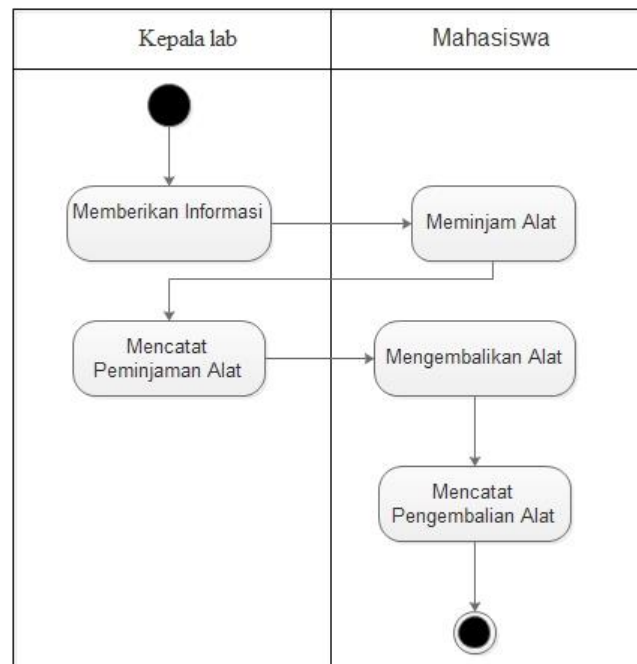 Kepala lab
Mahasiswa
Memberikan Informasi
Meminjam Alat
Mencatat
Peminjaman Alat
Mengembalikan Alat
Mencatat
Pengembalian Alat